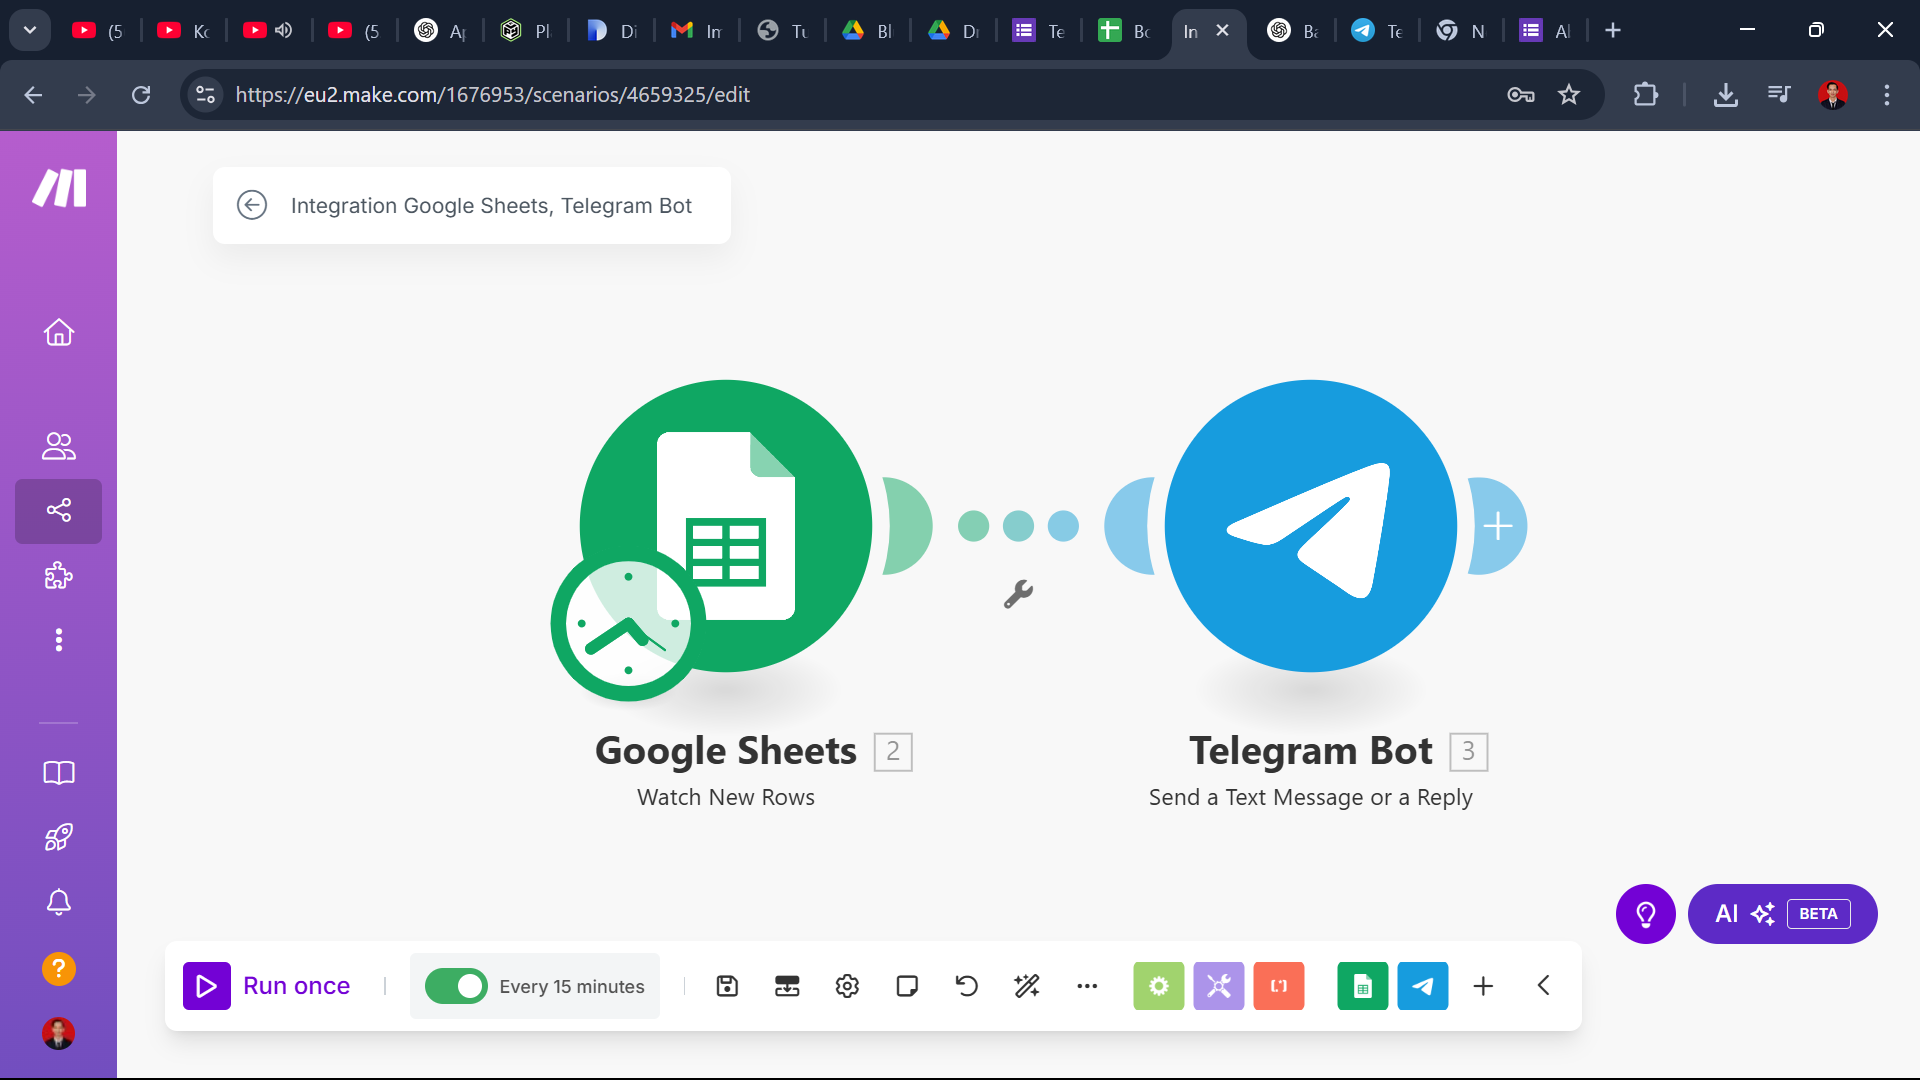 (5
Kc
(5
Ap
Pl
Di
Im
Tu
Bl
Di
Te
Bc
In
Ba
Te
N
Al
https://eu2.make.com/1676953/scenarios/4659325/edit
Integration Google Sheets, Telegram Bot
Google Sheets 2
Watch New Rows
Telegram Bot 3
Send a Text Message or a Reply
AI BETA
?
Run once
Every 15 minutes